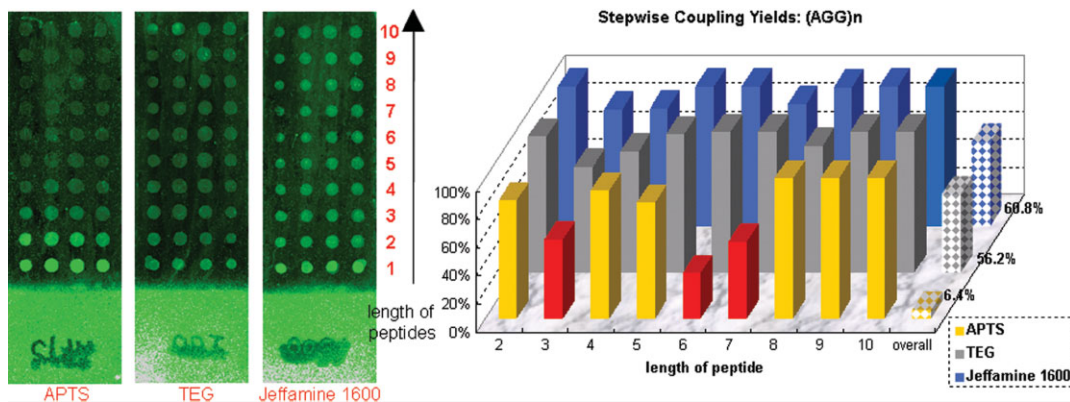 10
9
8
7
6
5
4
3
2
1
length of
peptides
APTS
APTS
TEG
Jeffamine 1600
Stepwise Coupling Yields: (AGG)n
100%
80%
60%
40%
20%
0%
2 3 4 5 6 7 8 9 10 overall
length of peptide
60.8%
56.2%
6.4%
APTS
TEG
Jeffamine 1600